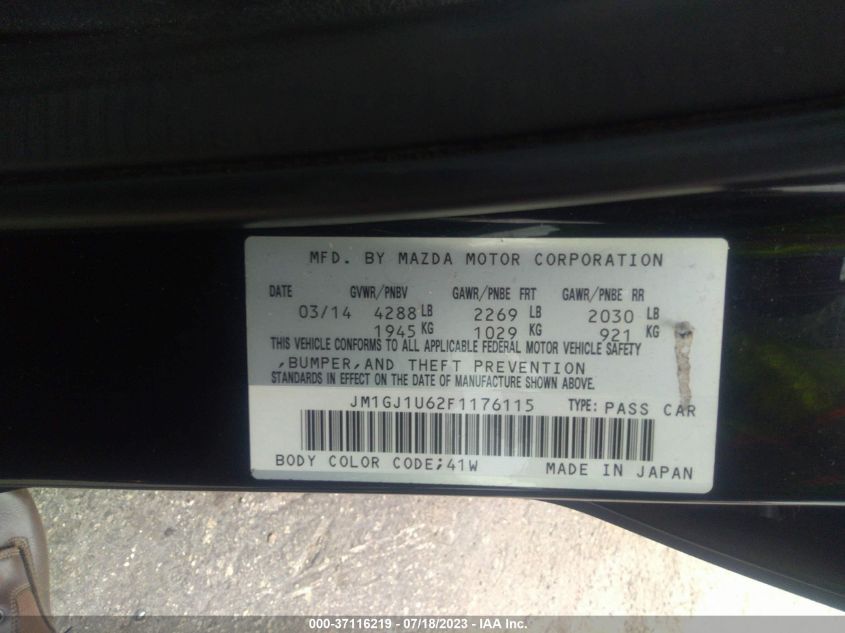 MFD. BY MAZDA MOTOR CORPORATION
DATE GVWR/PNBV GAWR/PNBE FRT GAWR/PNBE RR
03/14 4288 LB 2269 LB 2030 LB
1945 KG 1029 KG 921 KG
THIS VEHICLE CONFORMS TO ALL APPLICABLE FEDERAL MOTOR VEHICLE SAFETY
,BUMPER,AND THEFT PREVENTION
STANDARDS IN EFFECT ON THE DATE OF MANUFACTURE SHOWN ABOVE.
JM1GJ1U62F1176115 TYPE: PASS CAR
BODY COLOR CODE;41W MADE IN JAPAN
000-37116219 - 07/18/2023 - IAA Inc.